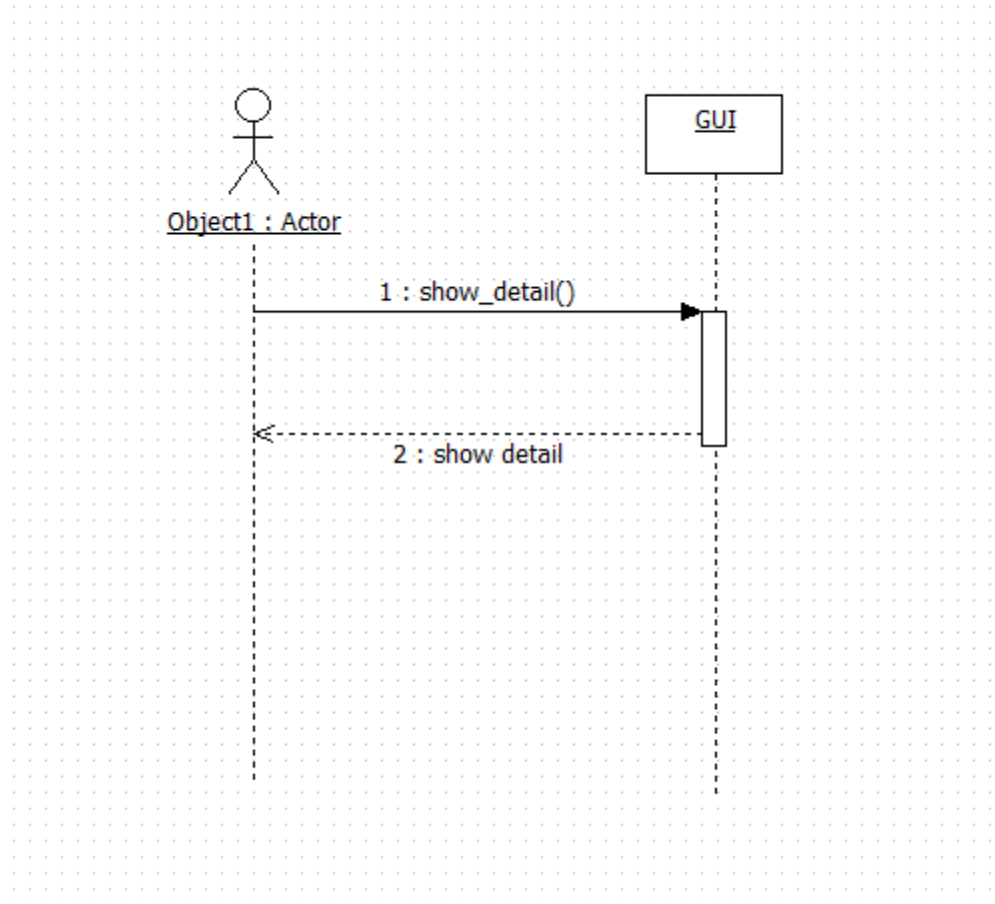 GUI
Object1 : Actor
1 : show_detail()
2 : show detail